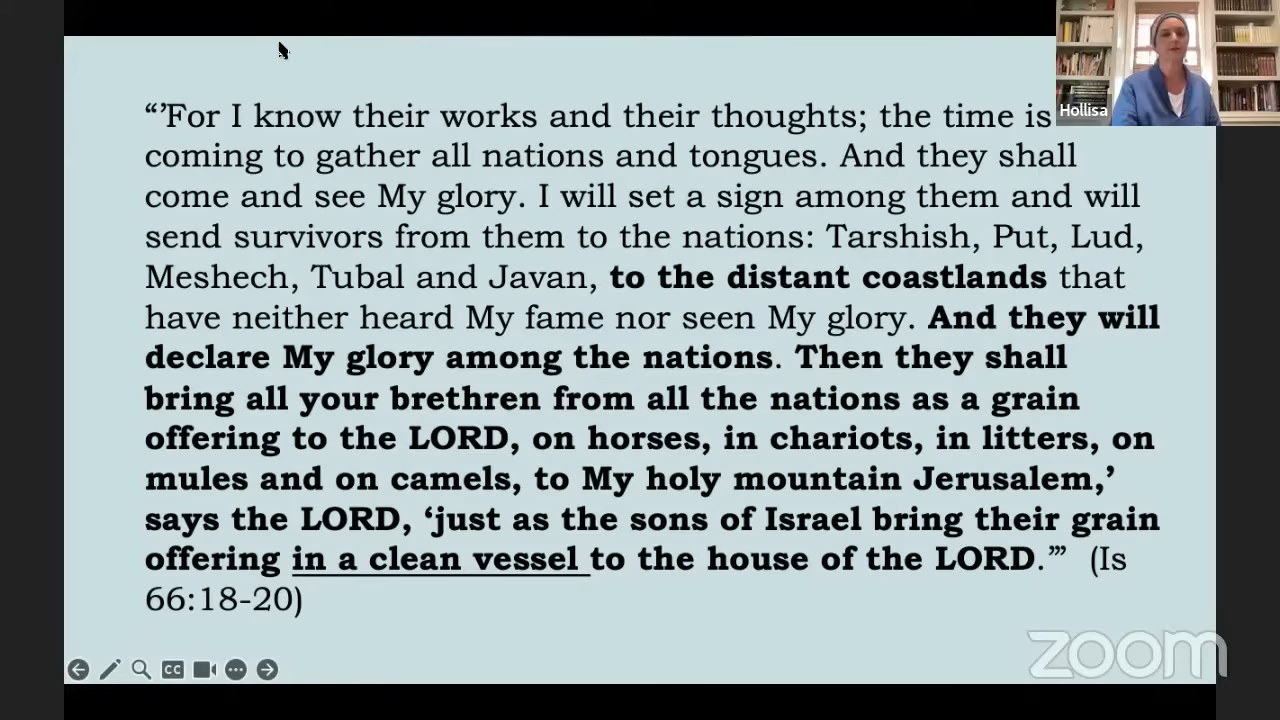 “’For I know their works and their thoughts; the time is
coming to gather all nations and tongues. And they shall
come and see My glory. I will set a sign among them and will
send survivors from them to the nations: Tarshish, Put, Lud,
Meshech, Tubal and Javan, to the distant coastlands that
have neither heard My fame nor seen My glory. And they will
declare My glory among the nations. Then they shall
bring all your brethren from all the nations as a grain
offering to the LORD, on horses, in chariots, in litters, on
mules and on camels, to My holy mountain Jerusalem,’
says the LORD, ‘just as the sons of Israel bring their grain
offering in a clean vessel to the house of the LORD.’” (Is
66:18-20)
Hollisa
CC
zoom